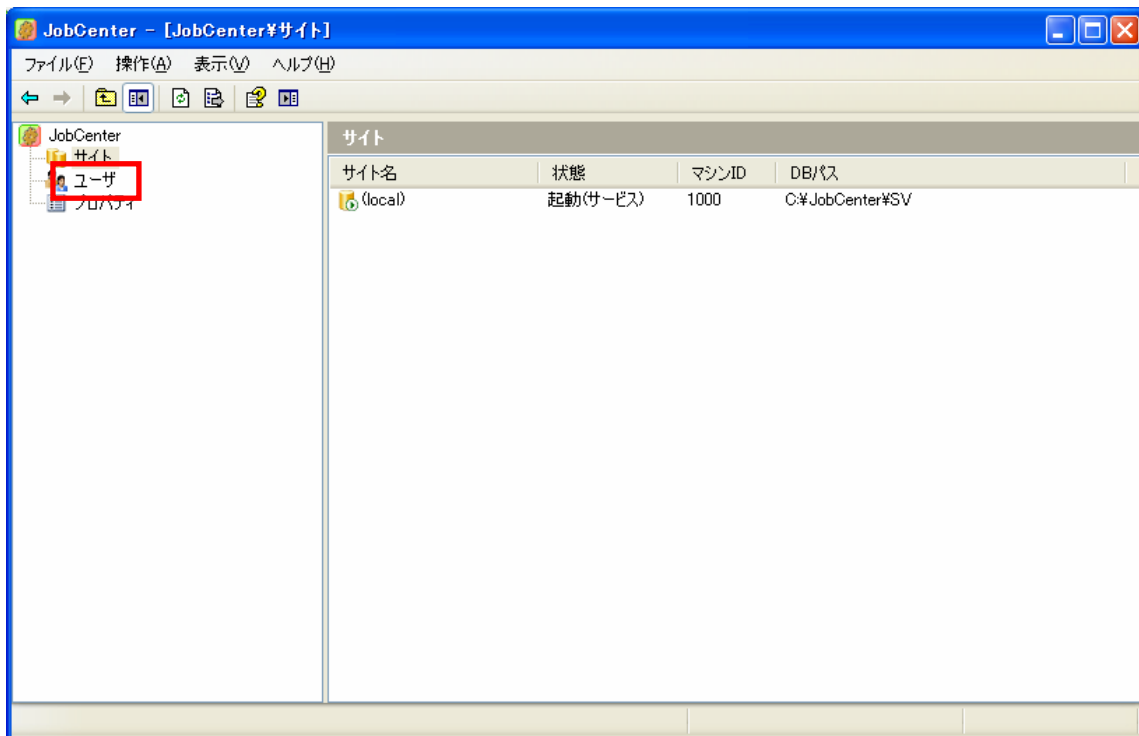 JobCenter - [JobCenter¥サイト]
ファイル(F) 操作(A) 表示(V) ヘルプ(H)
JobCenter
サイト
ユーザ
プロパティ
サイト
サイト名 状態 マシンID DBパス
(local) 起動(サービス) 1000 C:¥JobCenter¥SV